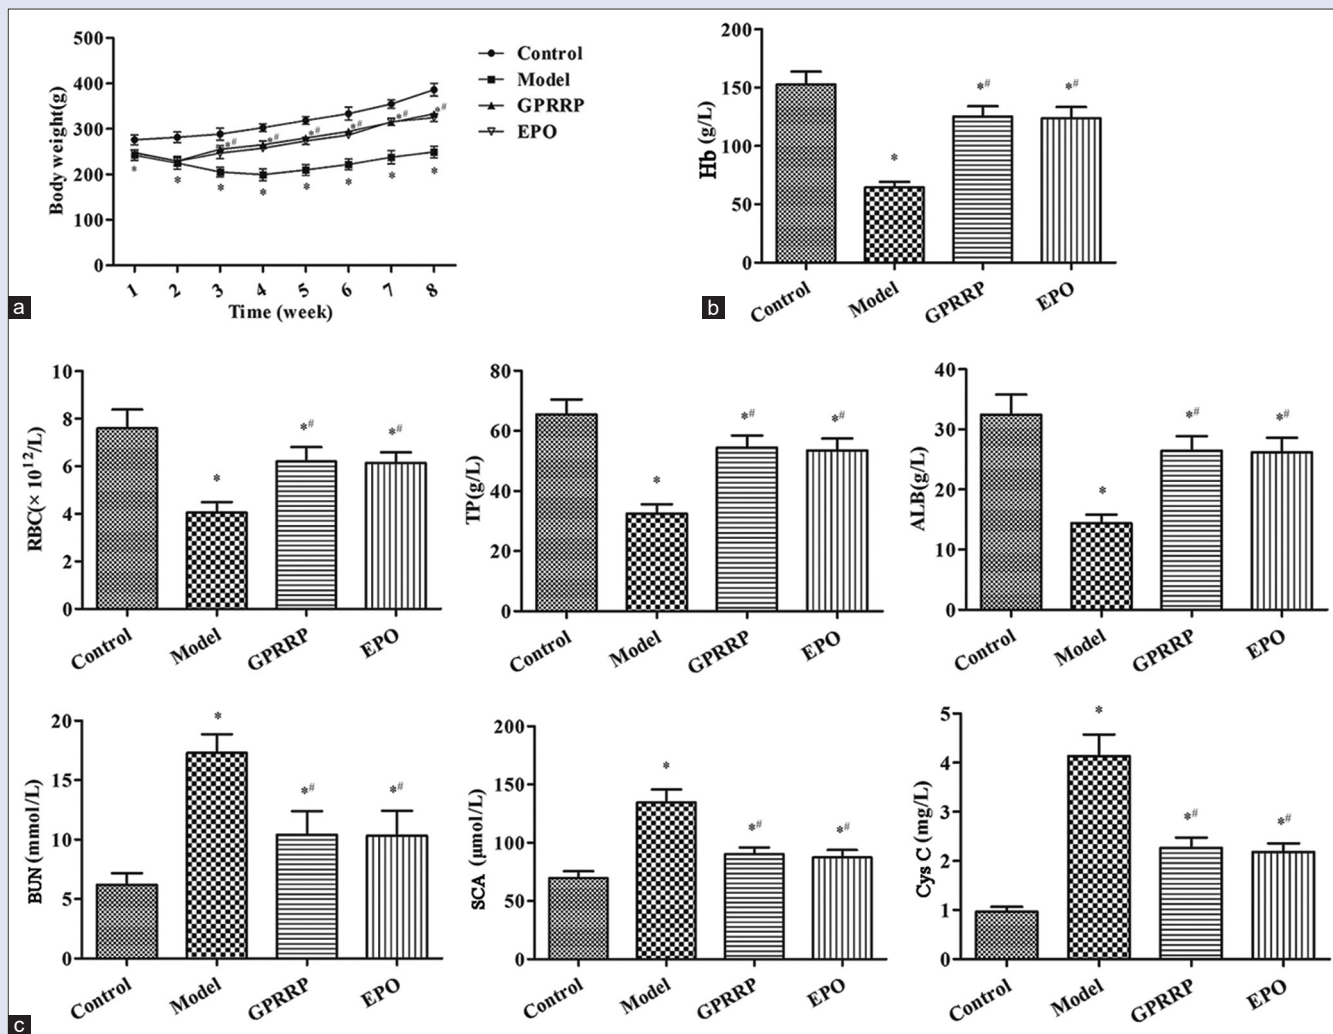 500
400
300
200
100
0
Body weight(g)
Control
Model
GPRRP
EPO
*# *# *# *# *# *#
* * * * * * * *
1 2 3 4 5 6 7 8
Time (week)
a
200
150
100
50
0
Hb (g/L)
* *# *#
Control Model GPRRP EPO
b
10
8
6
4
2
0
RBC(× 10¹²/L)
* *# *#
Control Model GPRRP EPO
80
60
40
20
0
TP(g/L)
* *# *#
Control Model GPRRP EPO
40
30
20
10
0
ALB(g/L)
* *# *#
Control Model GPRRP EPO
20
15
10
5
0
BUN (mmol/L)
* *# *#
Control Model GPRRP EPO
200
150
100
50
0
SCA (μmol/L)
* *# *#
Control Model GPRRP EPO
5
4
3
2
1
0
Cys C (mg/L)
* *# *#
Control Model GPRRP EPO
c